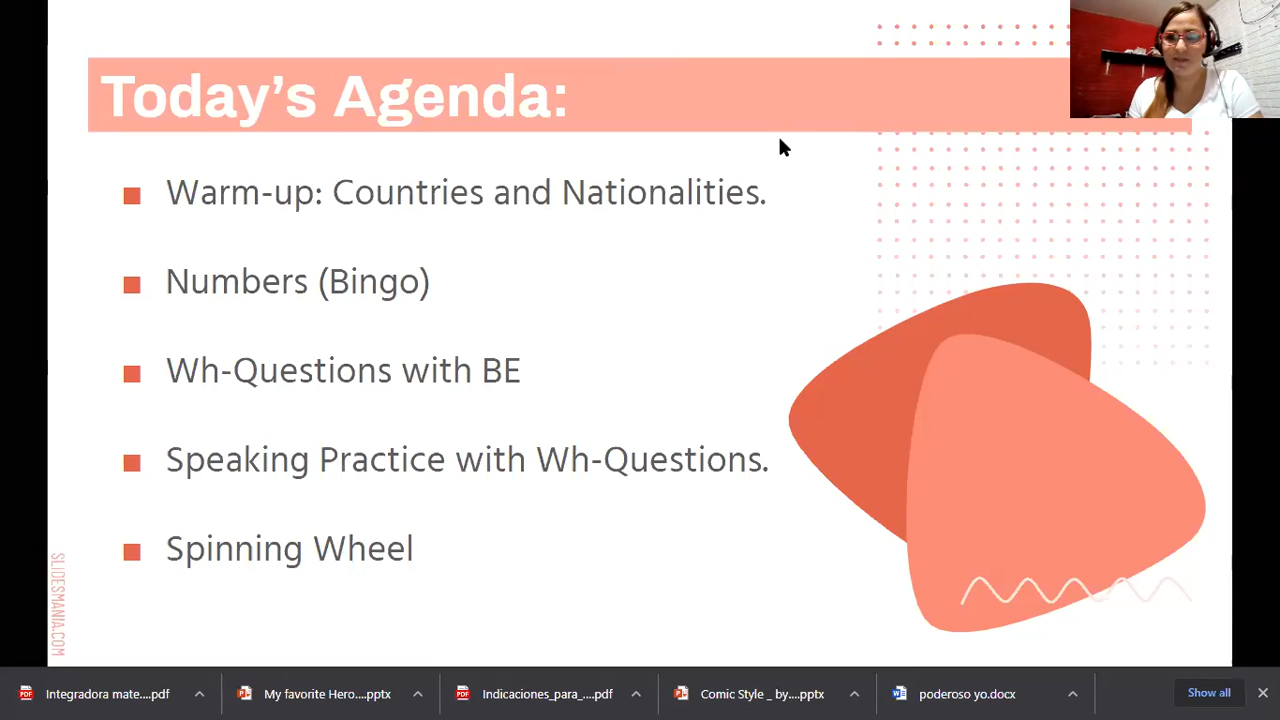 Today's Agenda:
Warm-up: Countries and Nationalities.
Numbers (Bingo)
Wh-Questions with BE
Speaking Practice with Wh-Questions.
Spinning Wheel
SLIDESMANIA.COM
Integradora mate....pdf
My favorite Hero....pptx
Indicaciones_para_....pdf
Comic Style _ by....pptx
poderoso yo.docx
Show all